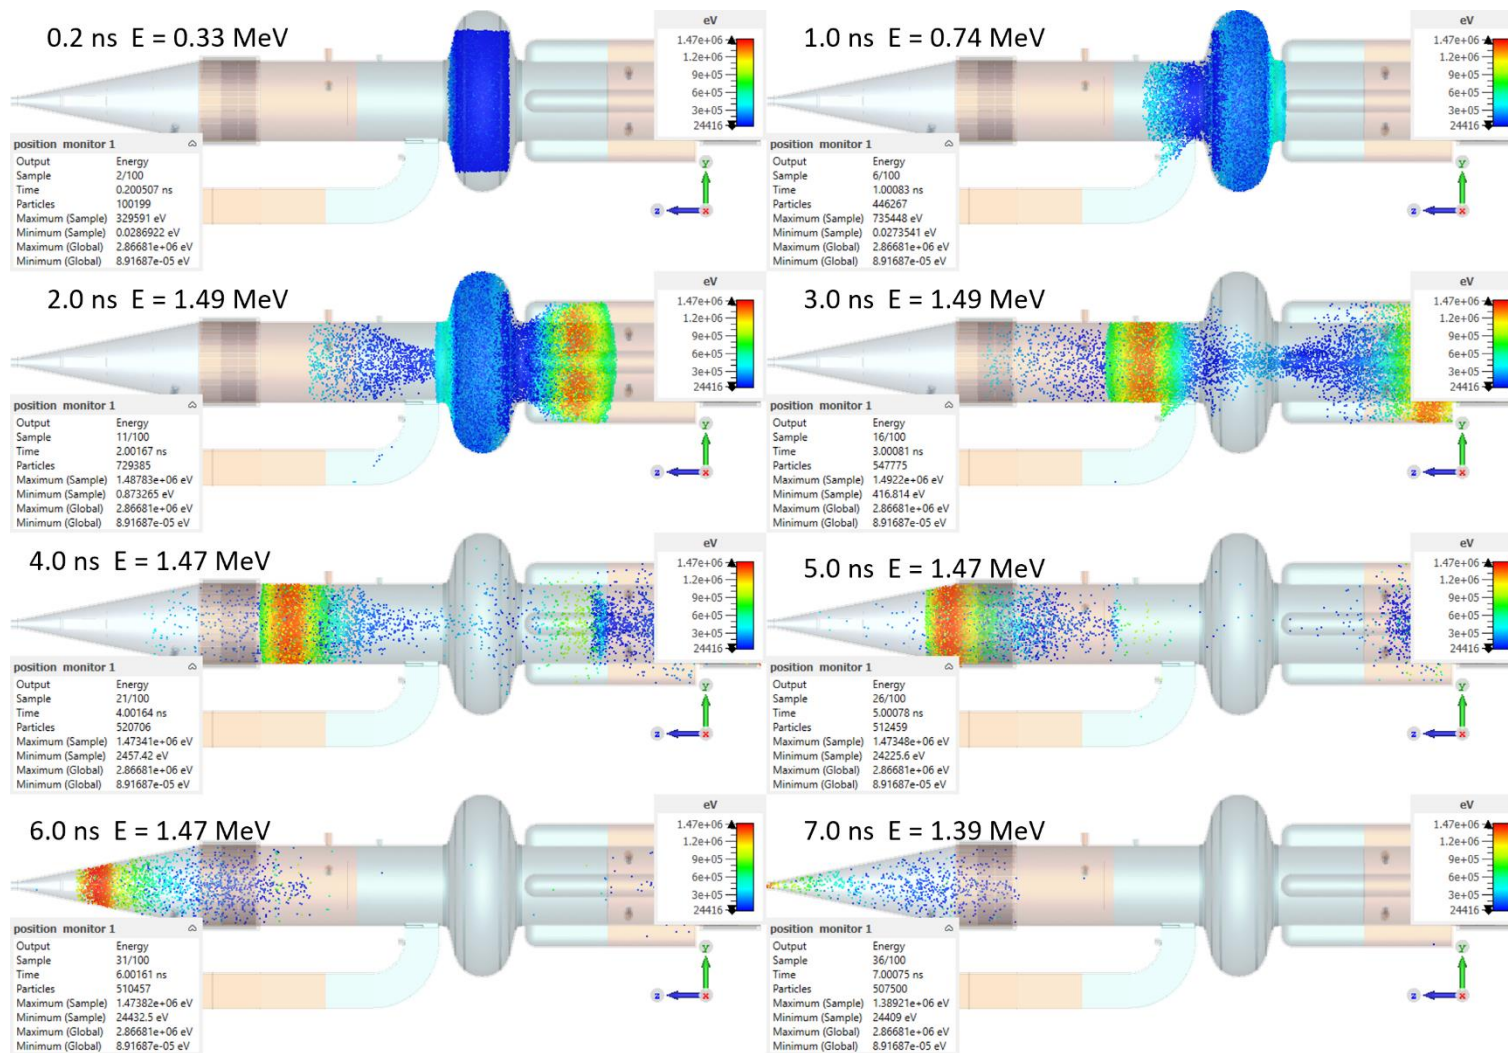 0.2 ns E = 0.33 MeV
eV
1.47e+06
1.2e+06
9e+05
6e+05
3e+05
24416
position monitor 1
Output Energy
Sample 2/100
Time 0.200507 ns
Particles 100199
Maximum (Sample) 329591 eV
Minimum (Sample) 0.0286922 eV
Maximum (Global) 2.86681e+06 eV
Minimum (Global) 8.91687e-05 eV
y
z
x
1.0 ns E = 0.74 MeV
eV
1.47e+06
1.2e+06
9e+05
6e+05
3e+05
24416
position monitor 1
Output Energy
Sample 6/100
Time 1.00083 ns
Particles 446267
Maximum (Sample) 735448 eV
Minimum (Sample) 0.0273541 eV
Maximum (Global) 2.86681e+06 eV
Minimum (Global) 8.91687e-05 eV
y
z
x
2.0 ns E = 1.49 MeV
eV
1.47e+06
1.2e+06
9e+05
6e+05
3e+05
24416
position monitor 1
Output Energy
Sample 11/100
Time 2.00167 ns
Particles 729385
Maximum (Sample) 1.48783e+06 eV
Minimum (Sample) 0.873265 eV
Maximum (Global) 2.86681e+06 eV
Minimum (Global) 8.91687e-05 eV
y
z
x
3.0 ns E = 1.49 MeV
eV
1.47e+06
1.2e+06
9e+05
6e+05
3e+05
24416
position monitor 1
Output Energy
Sample 16/100
Time 3.00081 ns
Particles 547775
Maximum (Sample) 1.4922e+06 eV
Minimum (Sample) 416.814 eV
Maximum (Global) 2.86681e+06 eV
Minimum (Global) 8.91687e-05 eV
y
z
x
4.0 ns E = 1.47 MeV
eV
1.47e+06
1.2e+06
9e+05
6e+05
3e+05
24416
position monitor 1
Output Energy
Sample 21/100
Time 4.00164 ns
Particles 520706
Maximum (Sample) 1.47341e+06 eV
Minimum (Sample) 2457.42 eV
Maximum (Global) 2.86681e+06 eV
Minimum (Global) 8.91687e-05 eV
y
z
x
5.0 ns E = 1.47 MeV
eV
1.47e+06
1.2e+06
9e+05
6e+05
3e+05
24416
position monitor 1
Output Energy
Sample 26/100
Time 5.00078 ns
Particles 512459
Maximum (Sample) 1.47348e+06 eV
Minimum (Sample) 24225.6 eV
Maximum (Global) 2.86681e+06 eV
Minimum (Global) 8.91687e-05 eV
y
z
x
6.0 ns E = 1.47 MeV
eV
1.47e+06
1.2e+06
9e+05
6e+05
3e+05
24416
position monitor 1
Output Energy
Sample 31/100
Time 6.00161 ns
Particles 510457
Maximum (Sample) 1.47382e+06 eV
Minimum (Sample) 24432.5 eV
Maximum (Global) 2.86681e+06 eV
Minimum (Global) 8.91687e-05 eV
y
z
x
7.0 ns E = 1.39 MeV
eV
1.47e+06
1.2e+06
9e+05
6e+05
3e+05
24416
position monitor 1
Output Energy
Sample 36/100
Time 7.00075 ns
Particles 507500
Maximum (Sample) 1.38921e+06 eV
Minimum (Sample) 24409 eV
Maximum (Global) 2.86681e+06 eV
Minimum (Global) 8.91687e-05 eV
y
z
x